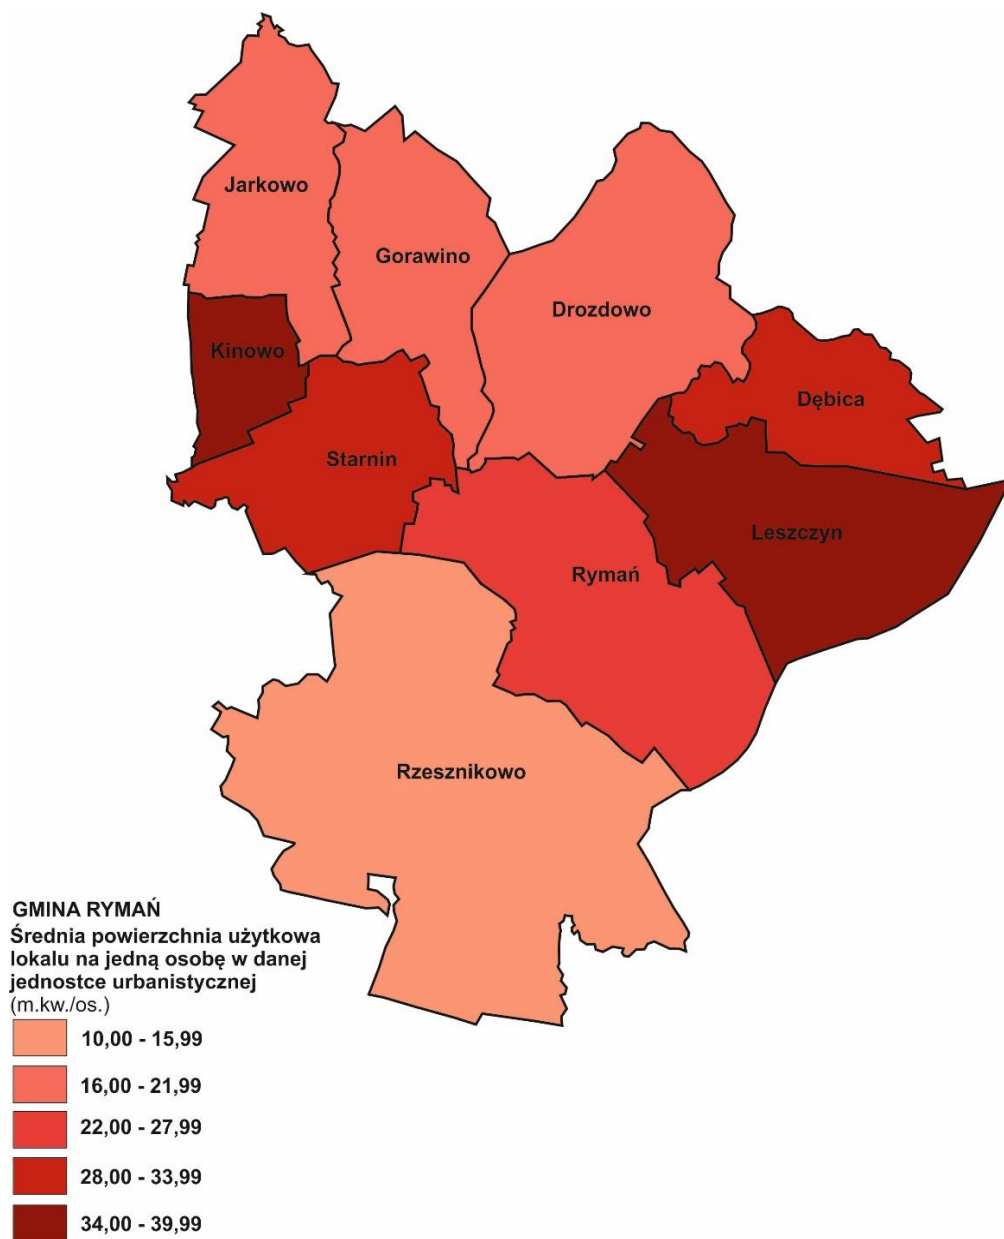 Jarkowo
Gorawino
Drozdowo
Kinowo
Dębica
Starnin
Leszczyn
Rymań
Rzesznikowo
GMINA RYMAŃ
Średnia powierzchnia użytkowa
lokalu na jedną osobę w danej
jednostce urbanistycznej
(m.kw./os.)
10,00 - 15,99
16,00 - 21,99
22,00 - 27,99
28,00 - 33,99
34,00 - 39,99